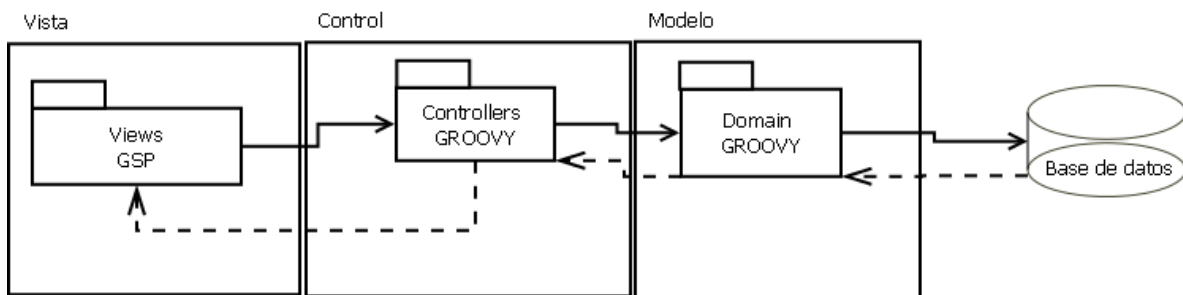 Vista
Control
Modelo
Views
GSP
Controllers
GROOVY
Domain
GROOVY
Base de datos